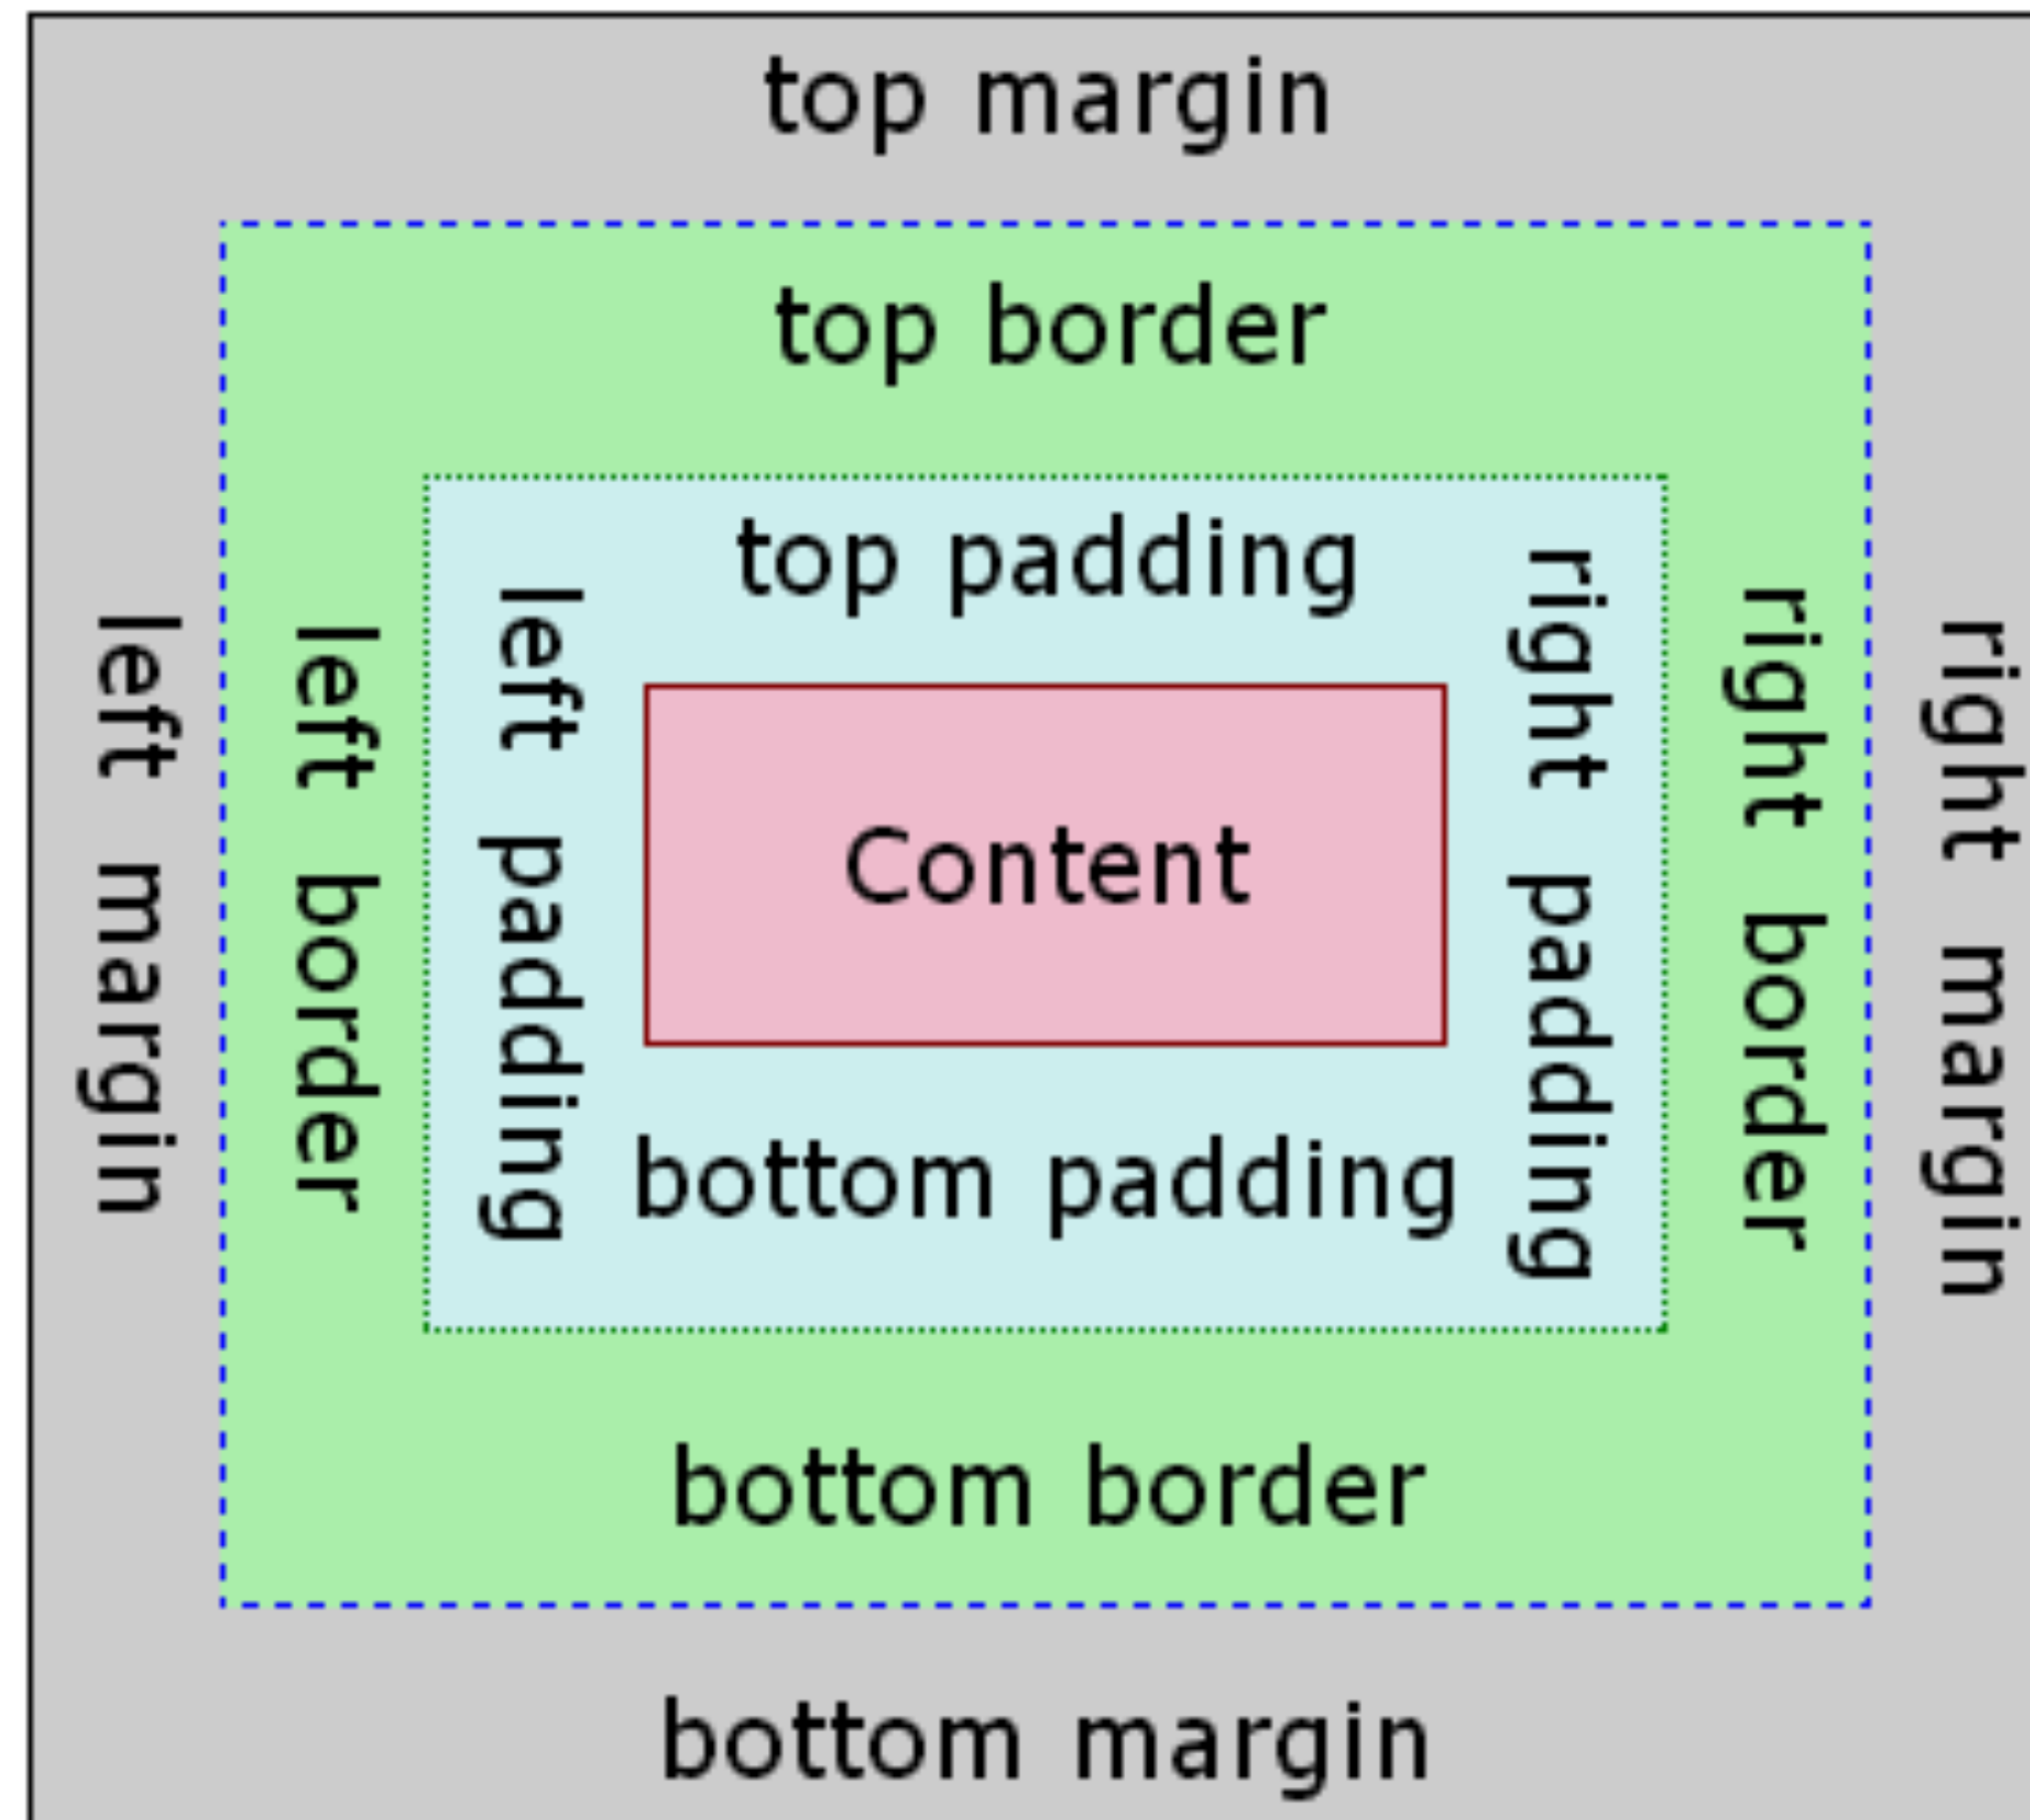 top margin
top border
top padding
left margin
left border
left padding
Content
right padding
right border
right margin
bottom padding
bottom border
bottom margin